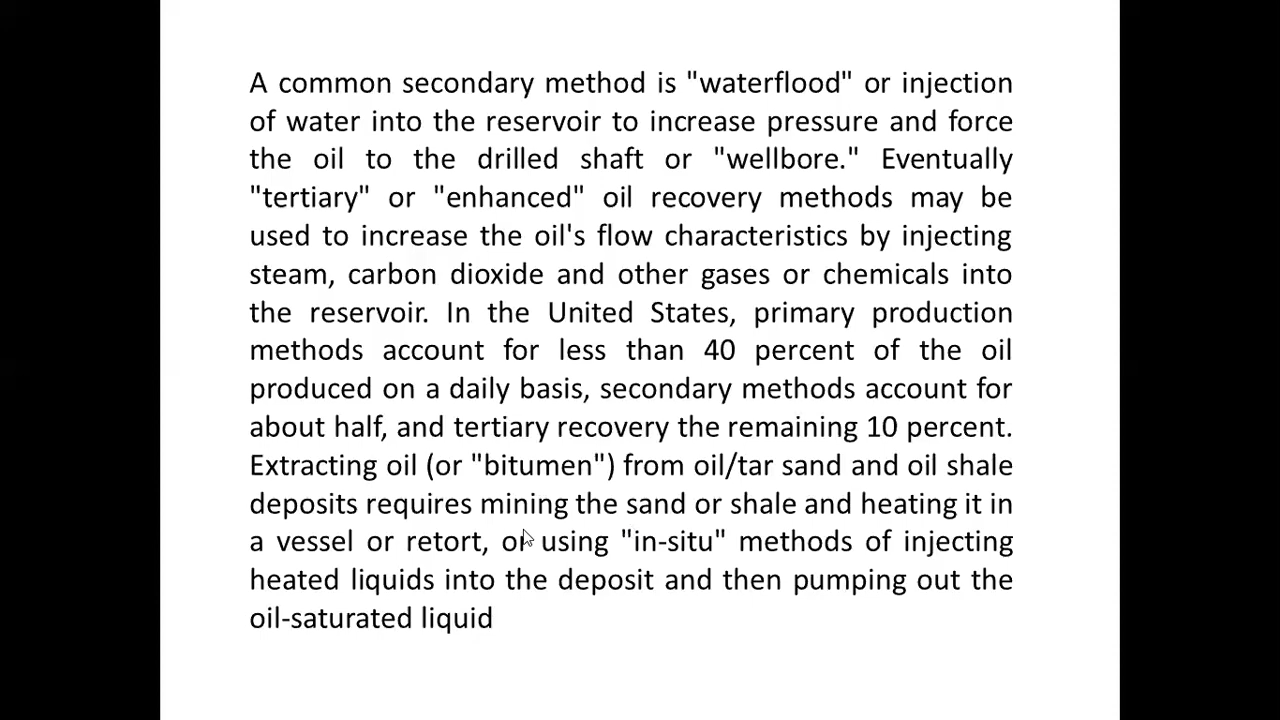 A common secondary method is "waterflood" or injection
of water into the reservoir to increase pressure and force
the oil to the drilled shaft or "wellbore." Eventually
"tertiary" or "enhanced" oil recovery methods may be
used to increase the oil's flow characteristics by injecting
steam, carbon dioxide and other gases or chemicals into
the reservoir. In the United States, primary production
methods account for less than 40 percent of the oil
produced on a daily basis, secondary methods account for
about half, and tertiary recovery the remaining 10 percent.
Extracting oil (or "bitumen") from oil/tar sand and oil shale
deposits requires mining the sand or shale and heating it in
a vessel or retort, or using "in-situ" methods of injecting
heated liquids into the deposit and then pumping out the
oil-saturated liquid